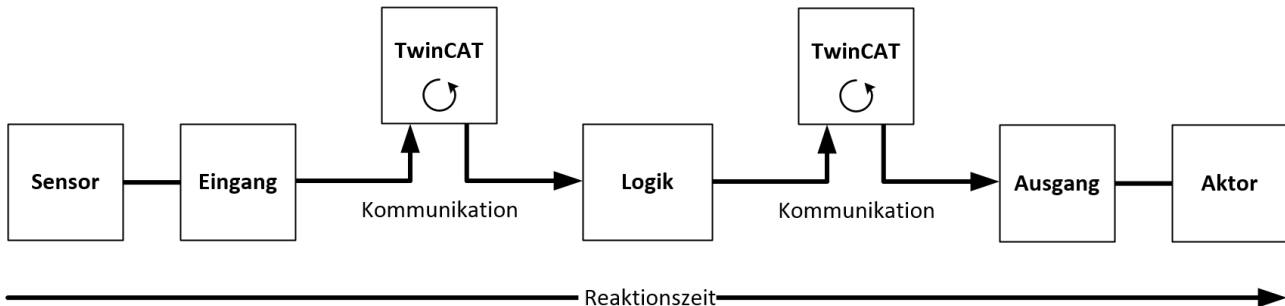 TwinCAT
TwinCAT
Sensor
Eingang
Logik
Ausgang
Aktor
Kommunikation
Kommunikation
Reaktionszeit